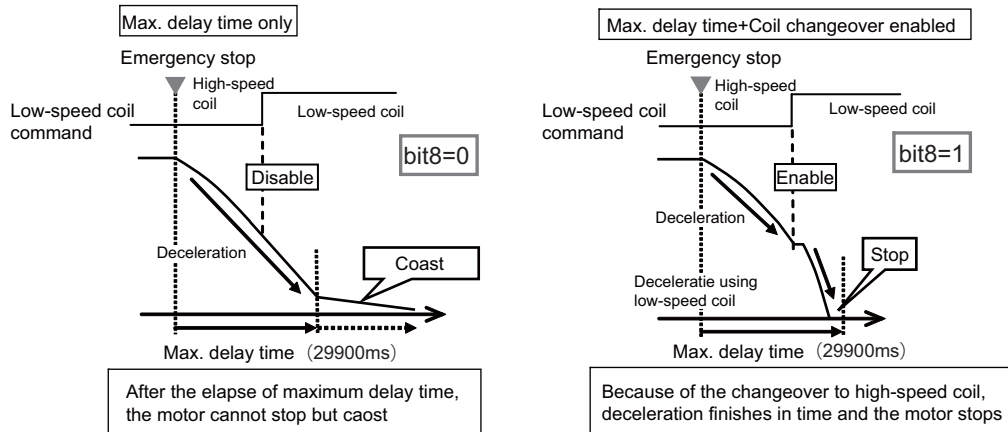 Max. delay time only
Emergency stop
High-speed
coil
Low-speed coil
Low-speed coil
command
bit8=0
Disable
Deceleration
Coast
Max. delay time（29900ms）
After the elapse of maximum delay time,
the motor cannot stop but caost
Max. delay time+Coil changeover enabled
Emergency stop
High-speed
coil
Low-speed coil
Low-speed coil
command
bit8=1
Enable
Deceleration
Stop
Deceleratie using
low-speed coil
Max. delay time（29900ms）
Because of the changeover to high-speed coil,
deceleration finishes in time and the motor stops